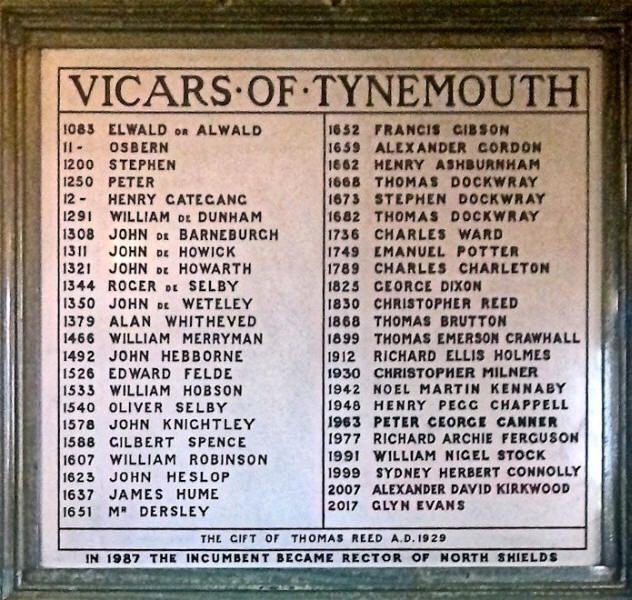 VICARS·OF·TYNEMOUTH
1083 ELWALD OR ALWALD
11- OSBERN
1200 STEPHEN
1250 PETER
12- HENRY GATEGANG
1291 WILLIAM DE DUNHAM
1308 JOHN DE BARNEBURGH
1311 JOHN DE HOWICK
1321 JOHN DE HOWARTH
1344 ROGER DE SELBY
1350 JOHN DE WETELEY
1379 ALAN WHITHEVED
1466 WILLIAM MERRYMAN
1492 JOHN HEBBORNE
1526 EDWARD FELDE
1533 WILLIAM HOBSON
1540 OLIVER SELBY
1578 JOHN KNIGHTLEY
1588 GILBERT SPENCE
1607 WILLIAM ROBINSON
1623 JOHN HESLOP
1637 JAMES HUME
1651 MR DERSLEY
1652 FRANCIS GIBSON
1659 ALEXANDER GORDON
1662 HENRY ASHBURNHAM
1668 THOMAS DOCKWRAY
1673 STEPHEN DOCKWRAY
1682 THOMAS DOCKWRAY
1736 CHARLES WARD
1749 EMANUEL POTTER
1789 CHARLES CHARLETON
1825 GEORGE DIXON
1830 CHRISTOPHER REED
1868 THOMAS BRUTTON
1899 THOMAS EMERSON CRAWHALL
1912 RICHARD ELLIS HOLMES
1930 CHRISTOPHER MILNER
1942 NOEL MARTIN KENNABY
1948 HENRY PEGG CHAPPELL
1963 PETER GEORGE CANNER
1977 RICHARD ARCHIE FERGUSON
1991 WILLIAM NIGEL STOCK
1999 SYDNEY HERBERT CONNOLLY
2007 ALEXANDER DAVID KIRKWOOD
2017 GLYN EVANS
THE GIFT OF THOMAS REED A.D.1929
IN 1987 THE INCUMBENT BECAME RECTOR OF NORTH SHIELDS